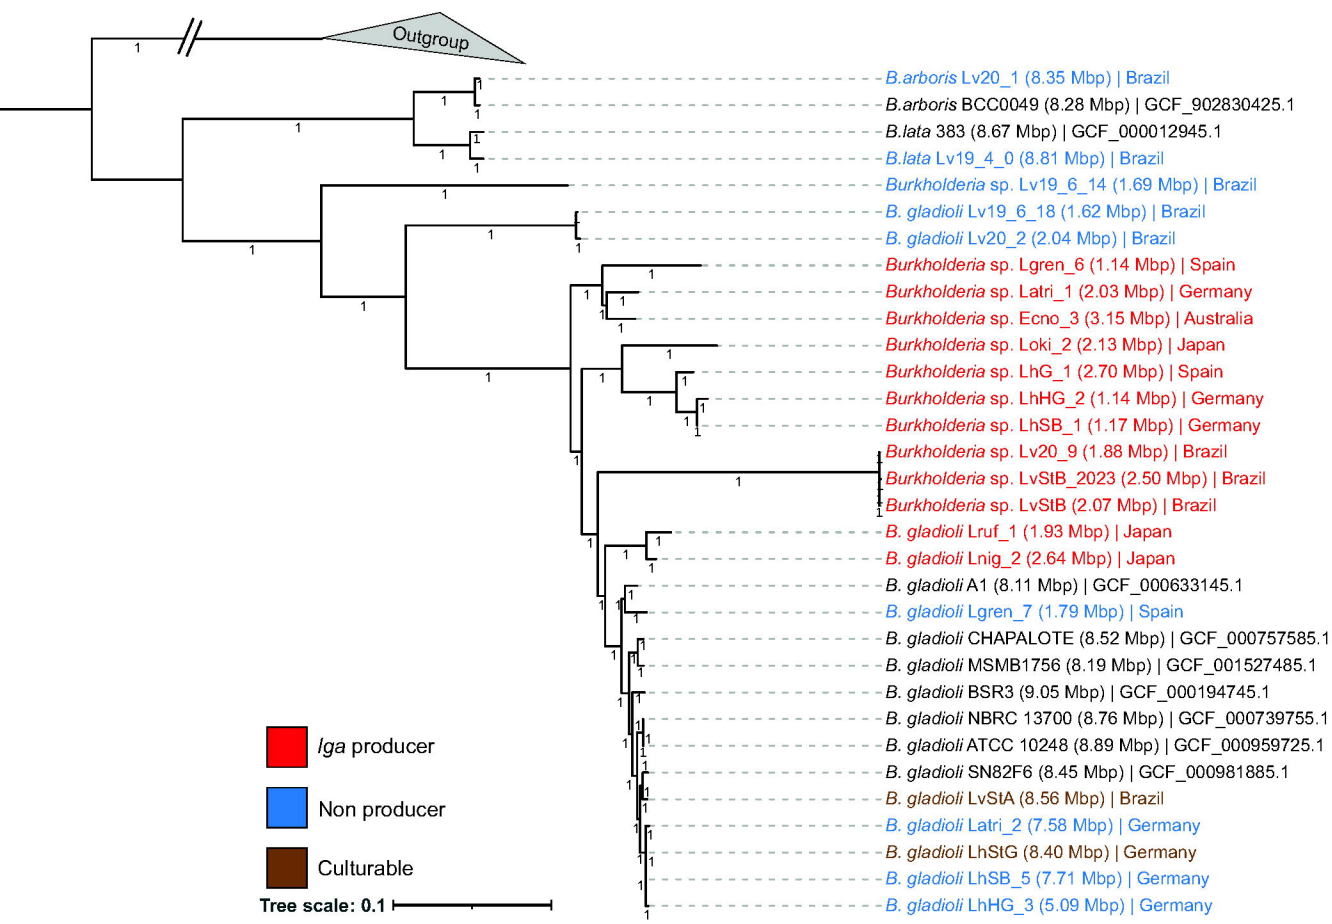 Outgroup
1
B.arboris Lv20_1 (8.35 Mbp) | Brazil
B.arboris BCC0049 (8.28 Mbp) | GCF_902830425.1
B.lata 383 (8.67 Mbp) | GCF_000012945.1
B.lata Lv19_4_0 (8.81 Mbp) | Brazil
Burkholderia sp. Lv19_6_14 (1.69 Mbp) | Brazil
B. gladioli Lv19_6_18 (1.62 Mbp) | Brazil
B. gladioli Lv20_2 (2.04 Mbp) | Brazil
Burkholderia sp. Lgren_6 (1.14 Mbp) | Spain
Burkholderia sp. Latri_1 (2.03 Mbp) | Germany
Burkholderia sp. Ecno_3 (3.15 Mbp) | Australia
Burkholderia sp. Loki_2 (2.13 Mbp) | Japan
Burkholderia sp. LhG_1 (2.70 Mbp) | Spain
Burkholderia sp. LhHG_2 (1.14 Mbp) | Germany
Burkholderia sp. LhSB_1 (1.17 Mbp) | Germany
Burkholderia sp. Lv20_9 (1.88 Mbp) | Brazil
Burkholderia sp. LvStB_2023 (2.50 Mbp) | Brazil
Burkholderia sp. LvStB (2.07 Mbp) | Brazil
B. gladioli Lruf_1 (1.93 Mbp) | Japan
B. gladioli Lnig_2 (2.64 Mbp) | Japan
B. gladioli A1 (8.11 Mbp) | GCF_000633145.1
B. gladioli Lgren_7 (1.79 Mbp) | Spain
B. gladioli CHAPALOTE (8.52 Mbp) | GCF_000757585.1
B. gladioli MSMB1756 (8.19 Mbp) | GCF_001527485.1
B. gladioli BSR3 (9.05 Mbp) | GCF_000194745.1
B. gladioli NBRC 13700 (8.76 Mbp) | GCF_000739755.1
B. gladioli ATCC 10248 (8.89 Mbp) | GCF_000959725.1
B. gladioli SN82F6 (8.45 Mbp) | GCF_000981885.1
B. gladioli LvStA (8.56 Mbp) | Brazil
B. gladioli Latri_2 (7.58 Mbp) | Germany
B. gladioli LhStG (8.40 Mbp) | Germany
B. gladioli LhSB_5 (7.71 Mbp) | Germany
B. gladioli LhHG_3 (5.09 Mbp) | Germany
lga producer
Non producer
Culturable
Tree scale: 0.1